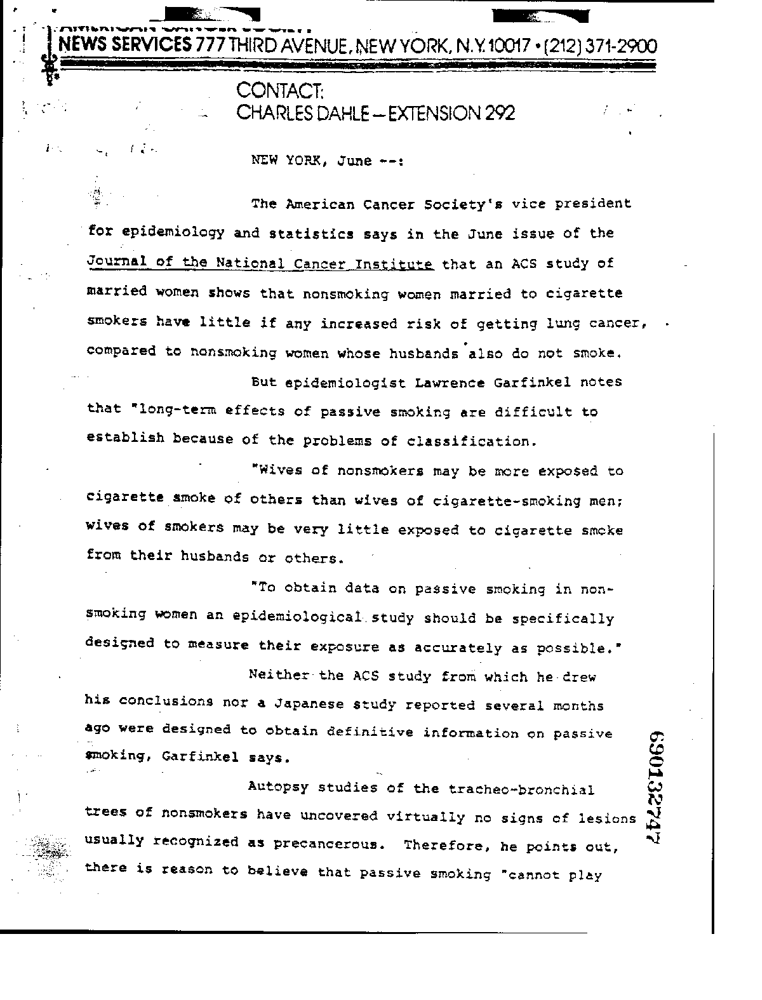 AMERICAN CANCER SOCIETY
NEWS SERVICES 777 THIRD AVENUE, NEW YORK, N.Y. 10017 • (212) 371-2900
CONTACT:
CHARLES DAHLE — EXTENSION 292
NEW YORK, June --:
The American Cancer Society's vice president
for epidemiology and statistics says in the June issue of the
Journal of the National Cancer Institute that an ACS study of
married women shows that nonsmoking women married to cigarette
smokers have little if any increased risk of getting lung cancer,
compared to nonsmoking women whose husbands also do not smoke.
But epidemiologist Lawrence Garfinkel notes
that "long-term effects of passive smoking are difficult to
establish because of the problems of classification.
"Wives of nonsmokers may be more exposed to
cigarette smoke of others than wives of cigarette-smoking men;
wives of smokers may be very little exposed to cigarette smoke
from their husbands or others.
"To obtain data on passive smoking in non-
smoking women an epidemiological study should be specifically
designed to measure their exposure as accurately as possible."
Neither the ACS study from which he drew
his conclusions nor a Japanese study reported several months
ago were designed to obtain definitive information on passive
smoking, Garfinkel says.
Autopsy studies of the tracheo-bronchial
trees of nonsmokers have uncovered virtually no signs of lesions
usually recognized as precancerous. Therefore, he points out,
there is reason to believe that passive smoking "cannot play
690132747